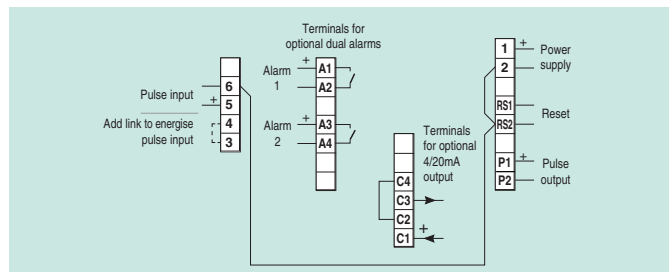 Terminals for
optional dual alarms
6
5
4
3
Pulse input
+
Add link to energise
pulse input
Alarm
1
+
A1
A2
Alarm
2
+
A3
A4
Terminals
for optional
4/20mA
output
C4
C3
C2
C1
+
1
2
+
Power
supply
RS1
RS2
Reset
P1
P2
+
Pulse
output